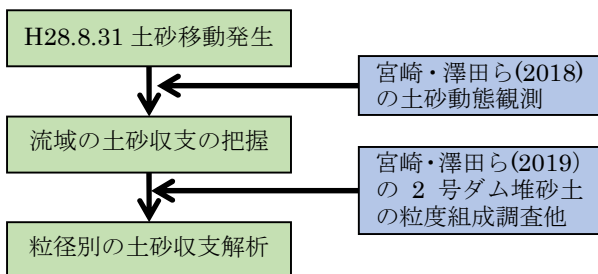 H28.8.31 土砂移動発生
宮崎・澤田ら(2018)
の土砂動態観測
流域の土砂収支の把握
宮崎・澤田ら(2019)
の 2 号ダム堆砂土
の粒度組成調査他
粒径別の土砂収支解析